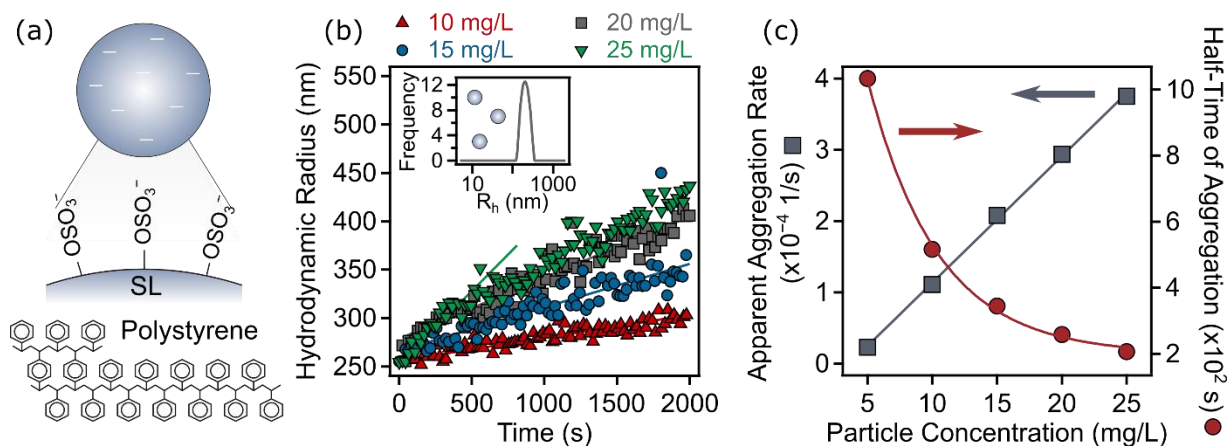 (a)
OSO₃⁻
OSO₃⁻
OSO₃⁻
SL
Polystyrene
(b)
10 mg/L
20 mg/L
15 mg/L
25 mg/L
Hydrodynamic Radius (nm)
550
500
450
400
350
300
250
0
500
1000
1500
2000
Time (s)
Frequency
12
8
4
0
10
1000
Rₕ (nm)
(c)
Apparent Aggregation Rate
(x10⁻⁴ 1/s)
4
3
2
1
0
5
10
15
20
25
Particle Concentration (mg/L)
10
8
6
4
2
Half-Time of Aggregation (x10² s)